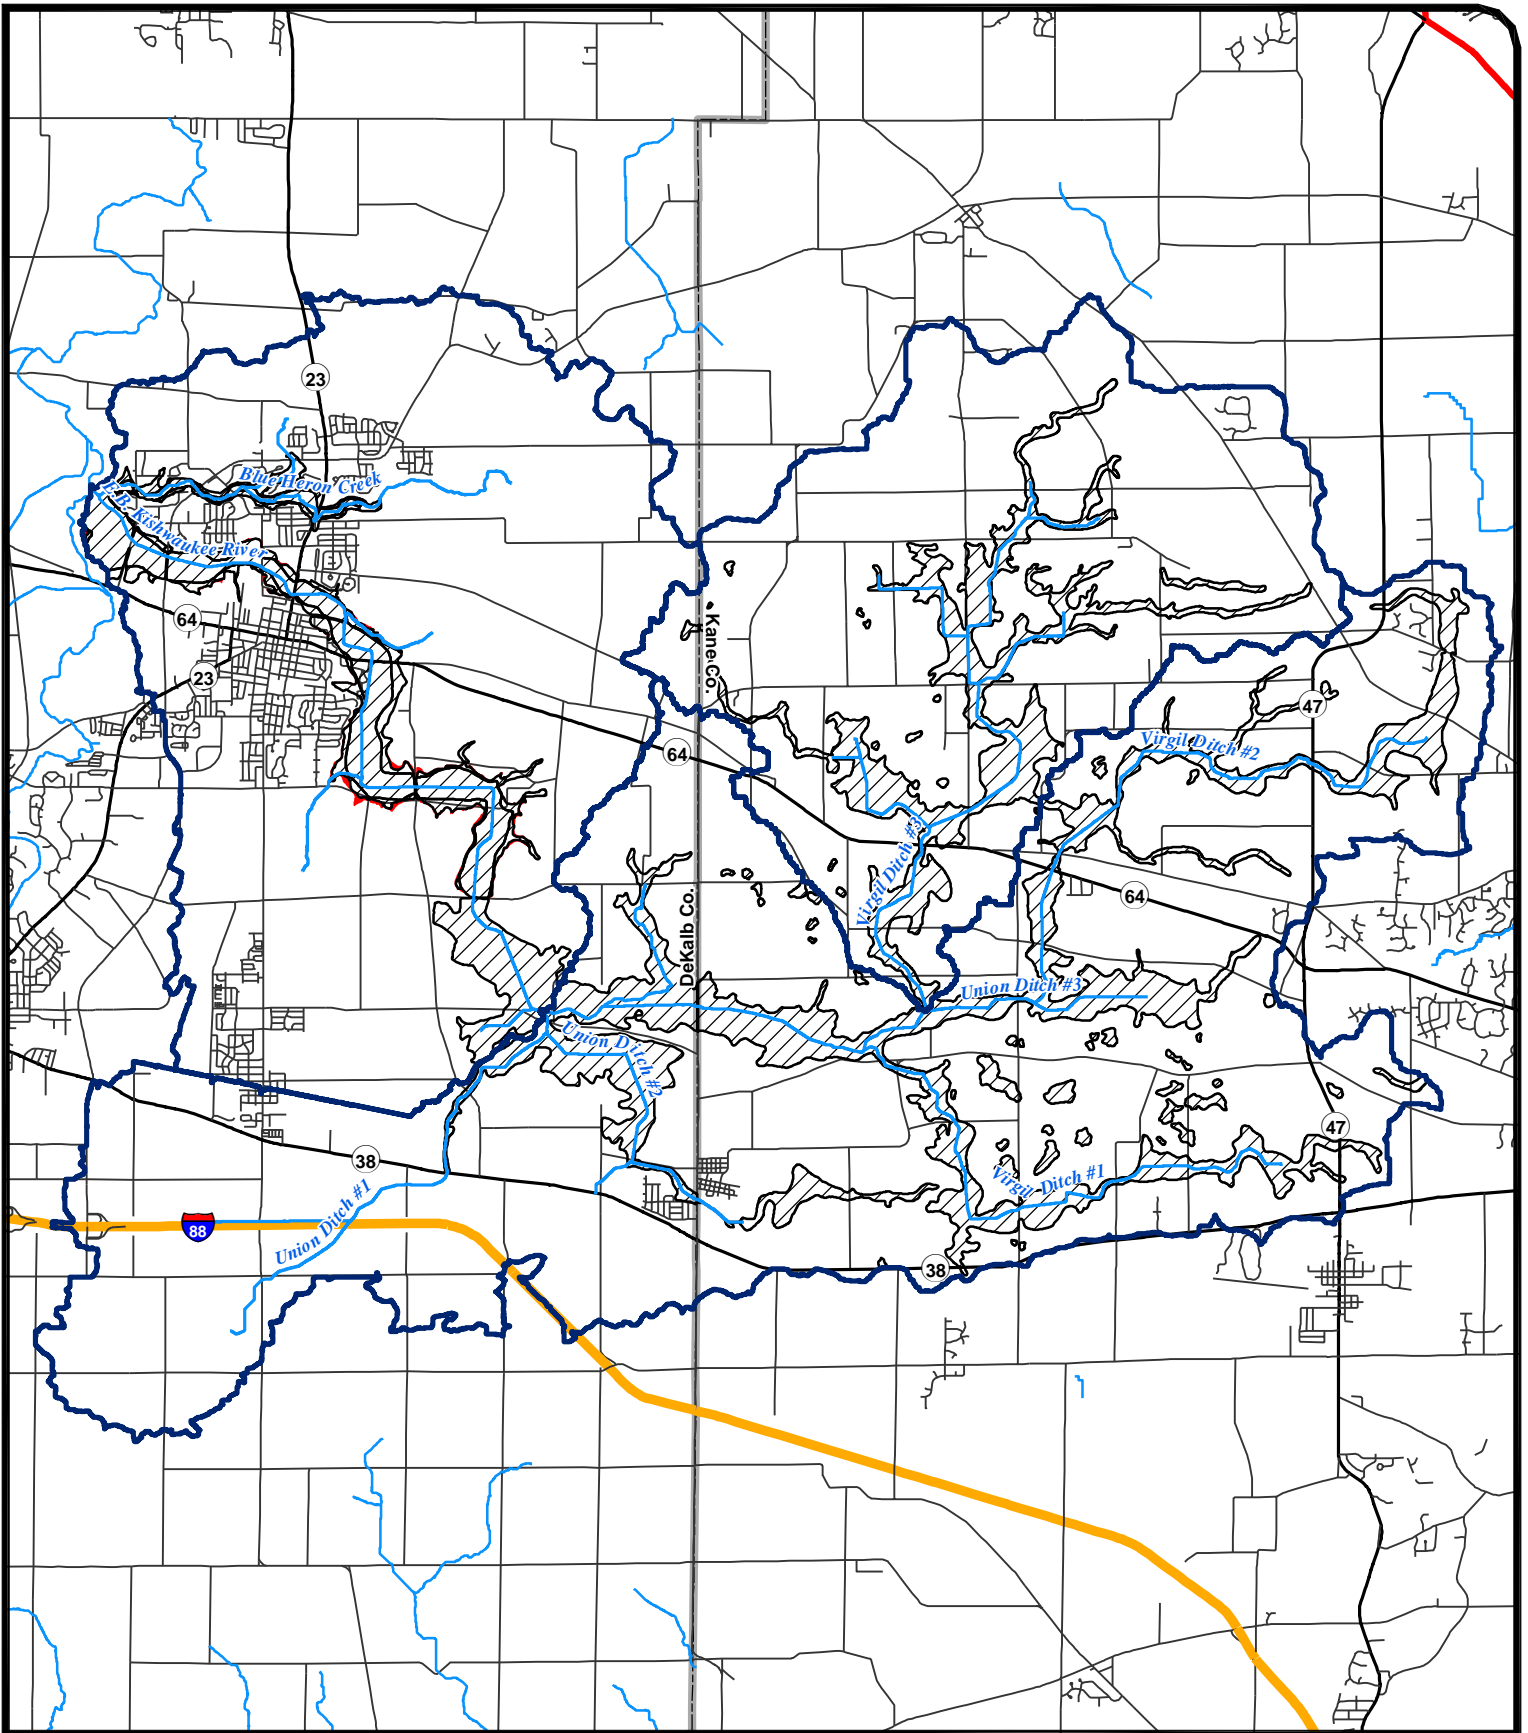 23
Blue Heron Creek
E.B. Kishwaukee River
64
23
Kane Co.
47
Virgil Ditch #2
64
Virgil Ditch #3
64
DeKalb Co.
Union Ditch #3
Union Ditch #2
47
38
Virgil Ditch #1
Union Ditch #1
88
38